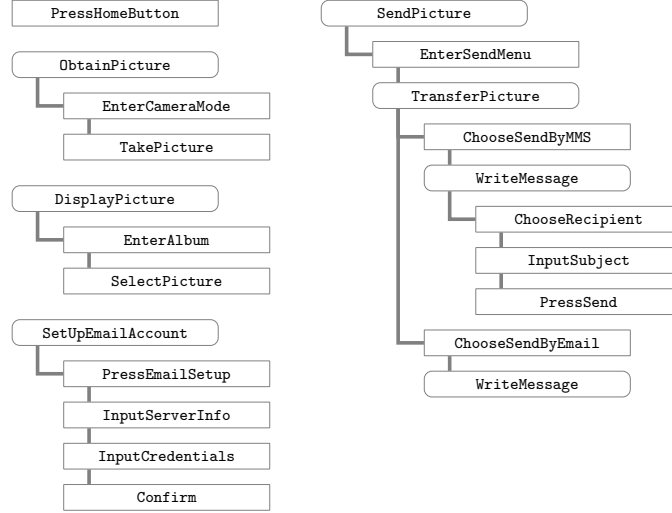 PressHomeButton
ObtainPicture
EnterCameraMode
TakePicture
DisplayPicture
EnterAlbum
SelectPicture
SetUpEmailAccount
PressEmailSetup
InputServerInfo
InputCredentials
Confirm
SendPicture
EnterSendMenu
TransferPicture
ChooseSendByMMS
WriteMessage
ChooseRecipient
InputSubject
PressSend
ChooseSendByEmail
WriteMessage